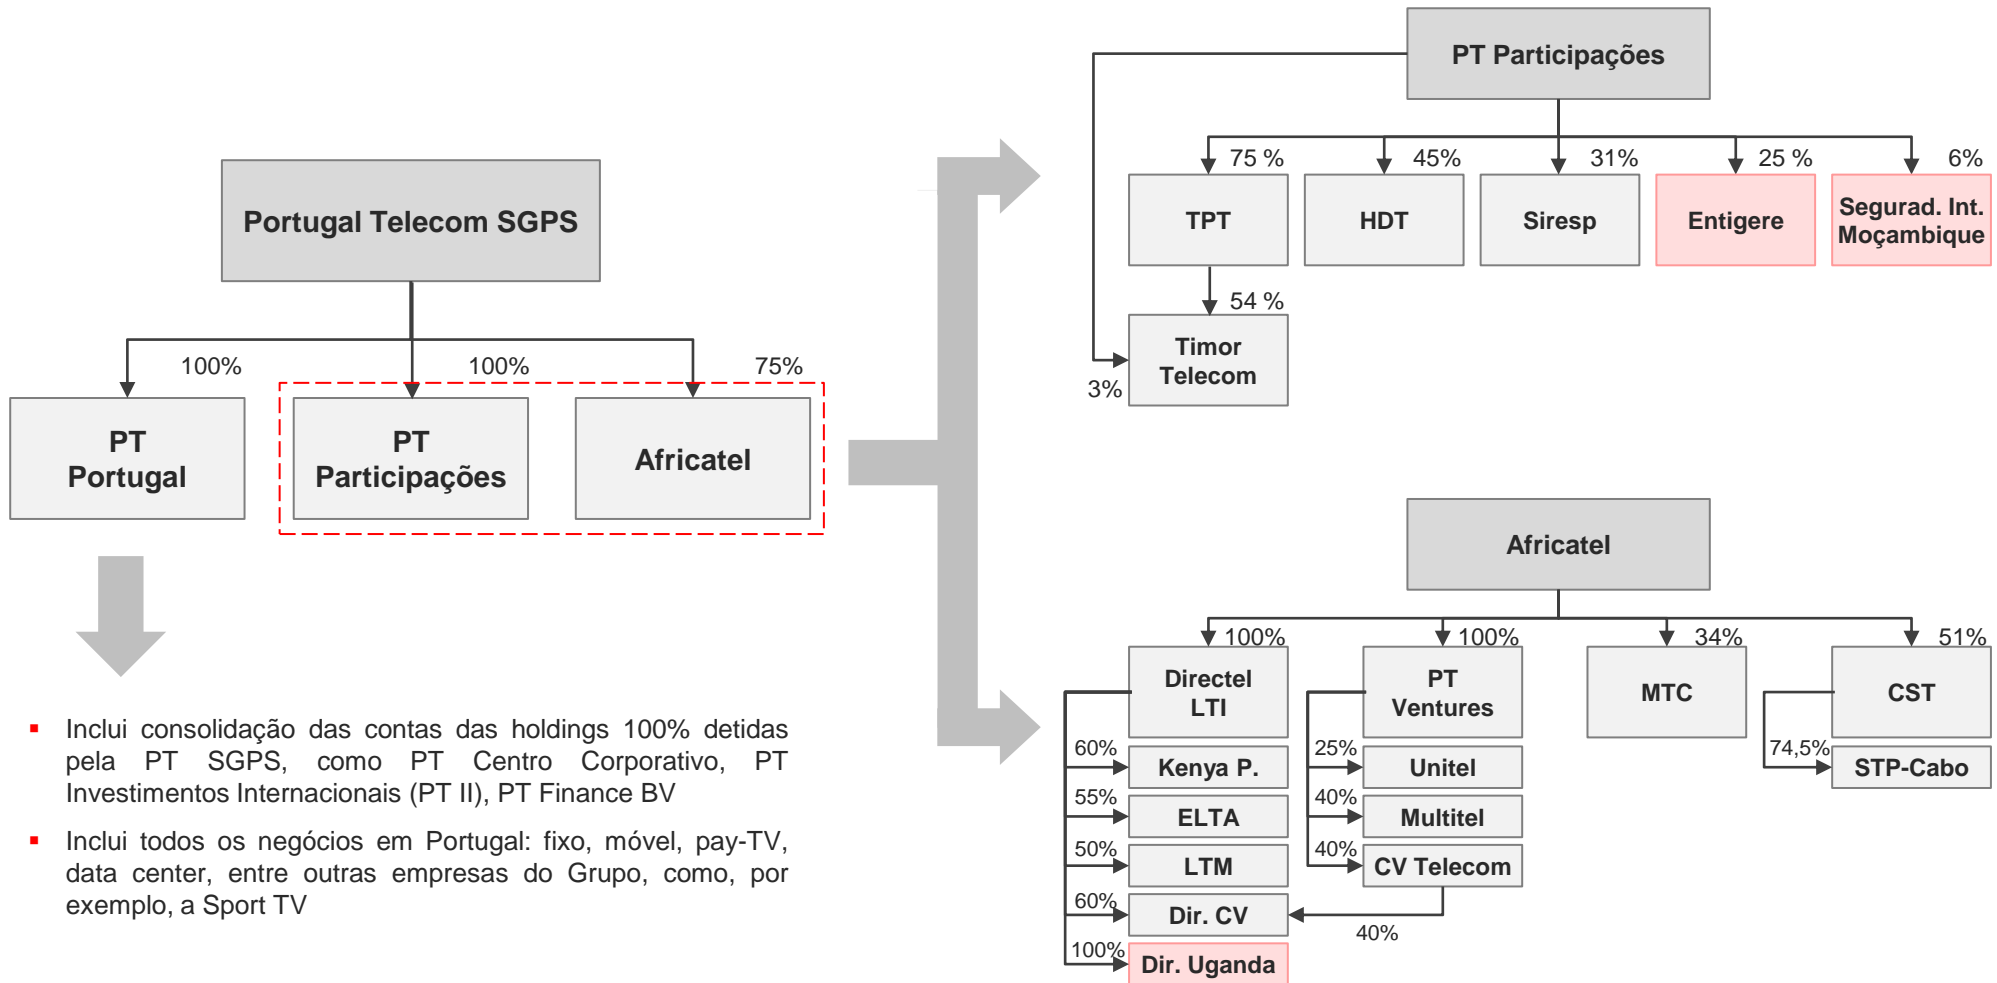 Portugal Telecom SGPS
100%
100%
75%
PT
Portugal
PT
Participações
Africatel
▪ Inclui consolidação das contas das holdings 100% detidas
pela PT SGPS, como PT Centro Corporativo, PT
Investimentos Internacionais (PT II), PT Finance BV
▪ Inclui todos os negócios em Portugal: fixo, móvel, pay-TV,
data center, entre outras empresas do Grupo, como, por
exemplo, a Sport TV
PT Participações
75 %
45%
31%
25 %
6%
TPT
HDT
Siresp
Entigere
Segurad. Int.
Moçambique
54 %
Timor
Telecom
3%
Africatel
100%
100%
34%
51%
Directel
LTI
PT
Ventures
MTC
CST
60%
Kenya P.
25%
Unitel
74,5%
STP-Cabo
55%
ELTA
40%
Multitel
50%
LTM
40%
CV Telecom
60%
Dir. CV
40%
100%
Dir. Uganda